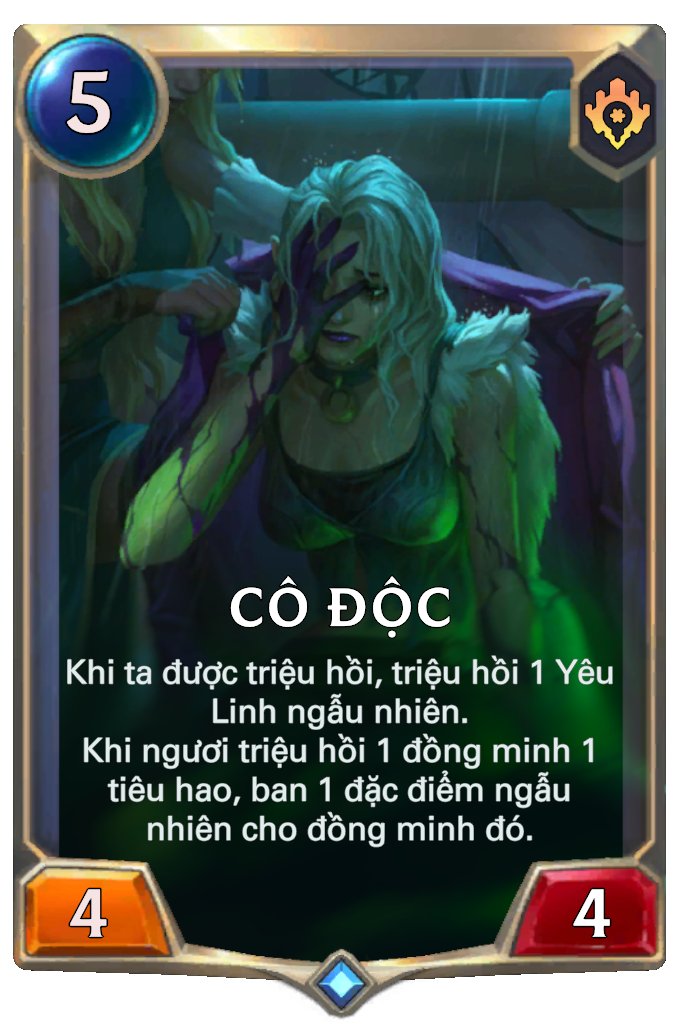 5
CÔ ĐỘC
Khi ta được triệu hồi, triệu hồi 1 Yêu
Linh ngẫu nhiên.
Khi ngươi triệu hồi 1 đồng minh 1
tiêu hao, ban 1 đặc điểm ngẫu
nhiên cho đồng minh đó.
4
4